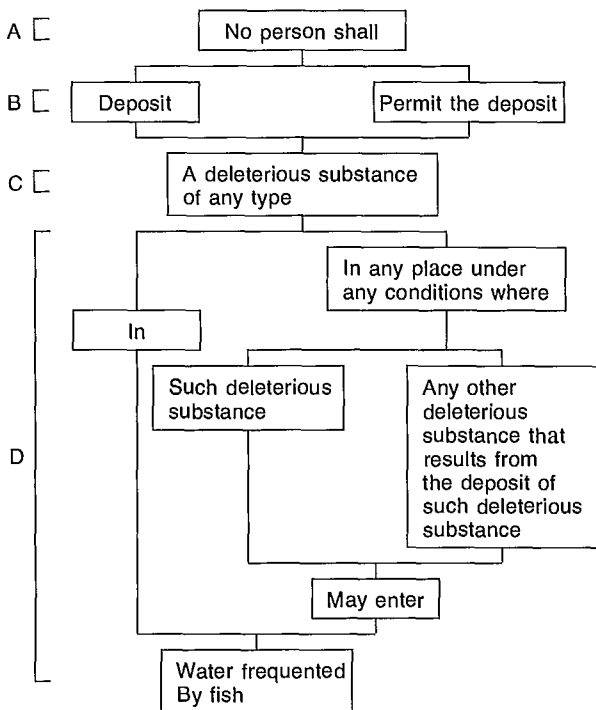 A
No person shall
B
Deposit
Permit the deposit
C
A deleterious substance
of any type
D
In any place under
any conditions where
In
Such deleterious
substance
Any other
deleterious
substance that
results from
the deposit of
such deleterious
substance
May enter
Water frequented
By fish